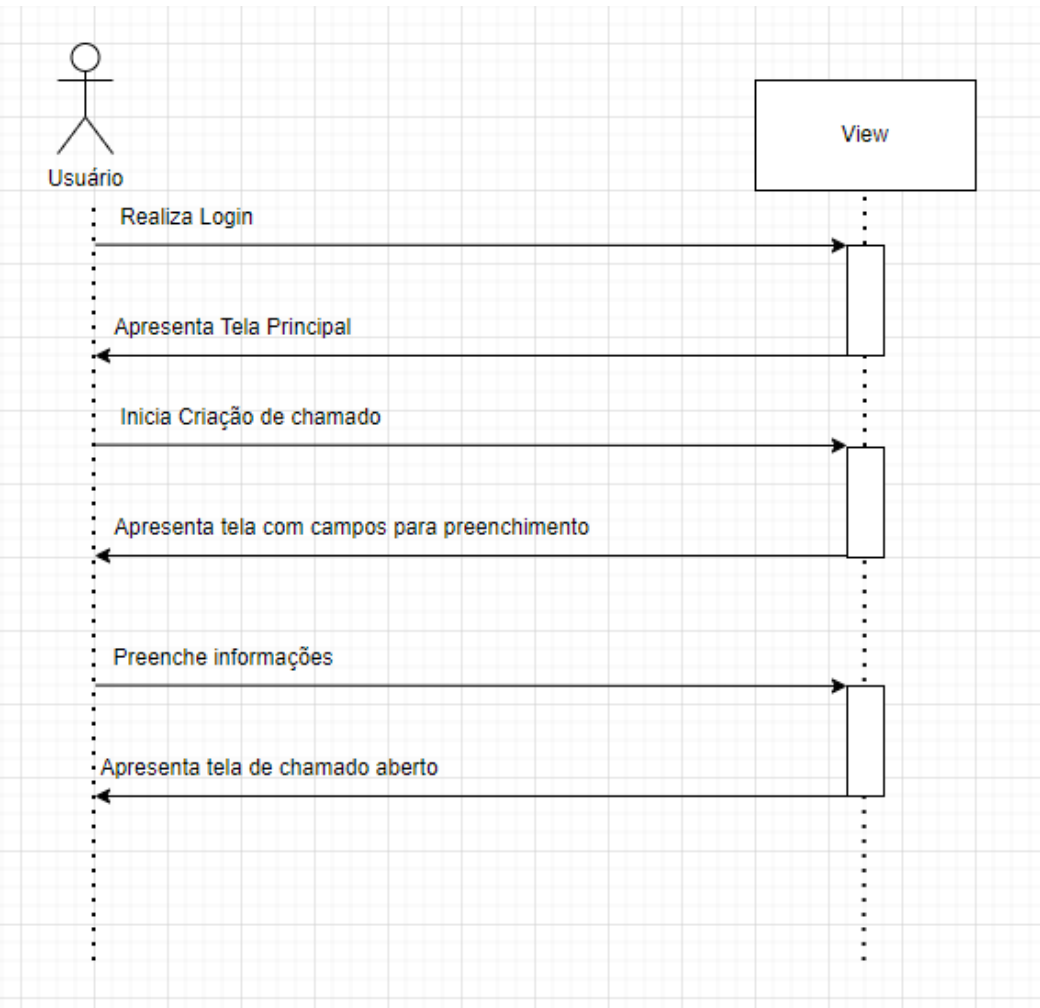 View
Usuário
Realiza Login
Apresenta Tela Principal
Inicia Criação de chamado
Apresenta tela com campos para preenchimento
Preenche informações
Apresenta tela de chamado aberto